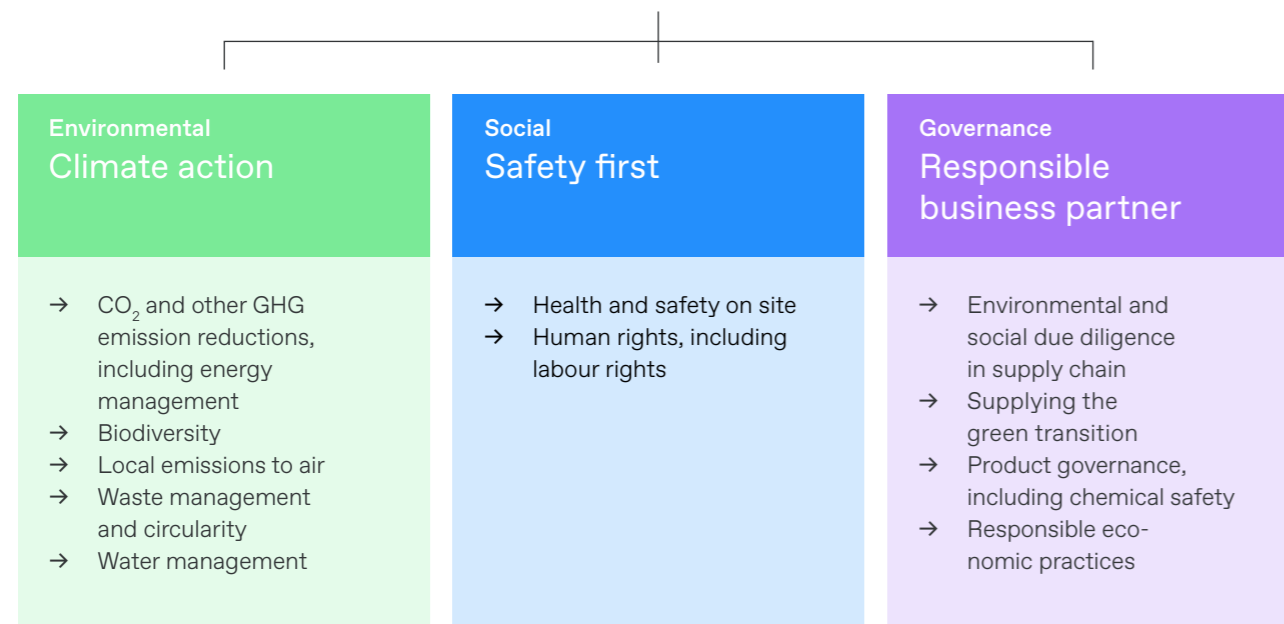 Environmental
Climate action
→ CO₂ and other GHG
emission reductions,
including energy
management
→ Biodiversity
→ Local emissions to air
→ Waste management
and circularity
→ Water management
Social
Safety first
→ Health and safety on site
→ Human rights, including
labour rights
Governance
Responsible
business partner
→ Environmental and
social due diligence
in supply chain
→ Supplying the
green transition
→ Product governance,
including chemical safety
→ Responsible eco-
nomic practices